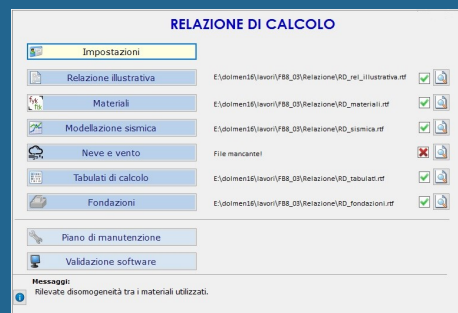 RELAZIONE DI CALCOLO
Impostazioni
Relazione illustrativa E:\dolmen16\lavori\FB8_03\Relazione\RD_rel_illustrativa.rtf
fyk
ftk
Materiali E:\dolmen16\lavori\FB8_03\Relazione\RD_materiali.rtf
Modellazione sismica E:\dolmen16\lavori\FB8_03\Relazione\RD_sismica.rtf
Neve e vento File mancante!
Tabulati di calcolo E:\dolmen16\lavori\FB8_03\Relazione\RD_tabulati.rtf
Fondazioni E:\dolmen16\lavori\FB8_03\Relazione\RD_fondazioni.rtf
Piano di manutenzione
Validazione software
Messaggi:
Rilevate disomogeneità tra i materiali utilizzati.